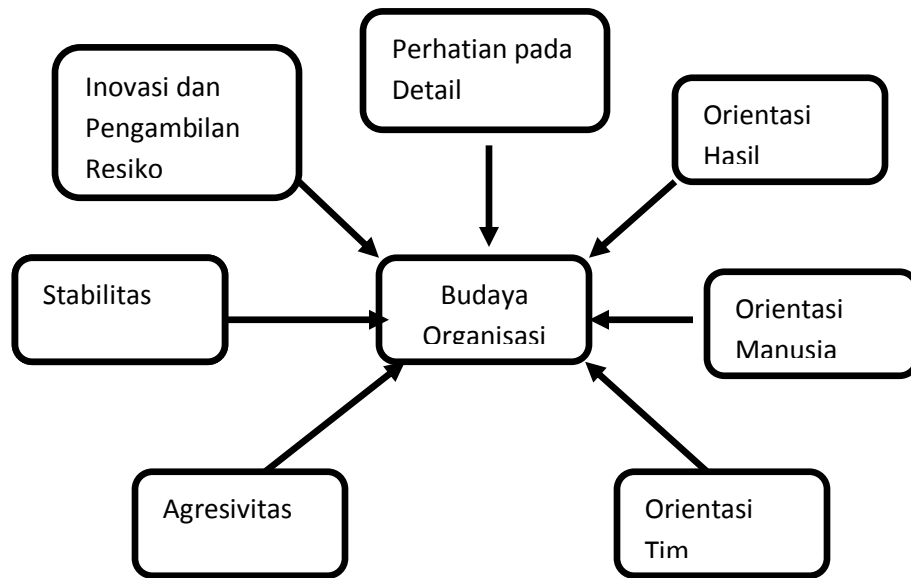 Perhatian pada
Detail
Inovasi dan
Pengambilan
Resiko
Orientasi
Hasil
Stabilitas
Budaya
Organisasi
Orientasi
Manusia
Agresivitas
Orientasi
Tim